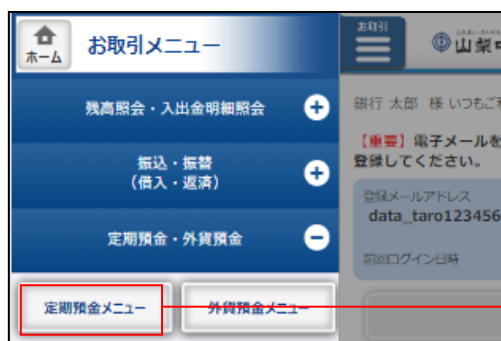 ホーム
お取引メニュー
残高照会・入出金明細照会
振込・振替
(借入・返済)
定期預金・外貨預金
定期預金メニュー
外貨預金メニュー
お取引
山梨中
銀行 太郎 様 いつもご利
【重要】電子メールを
登録してください。
登録メールアドレス
data_taro123456
前回ログイン日時